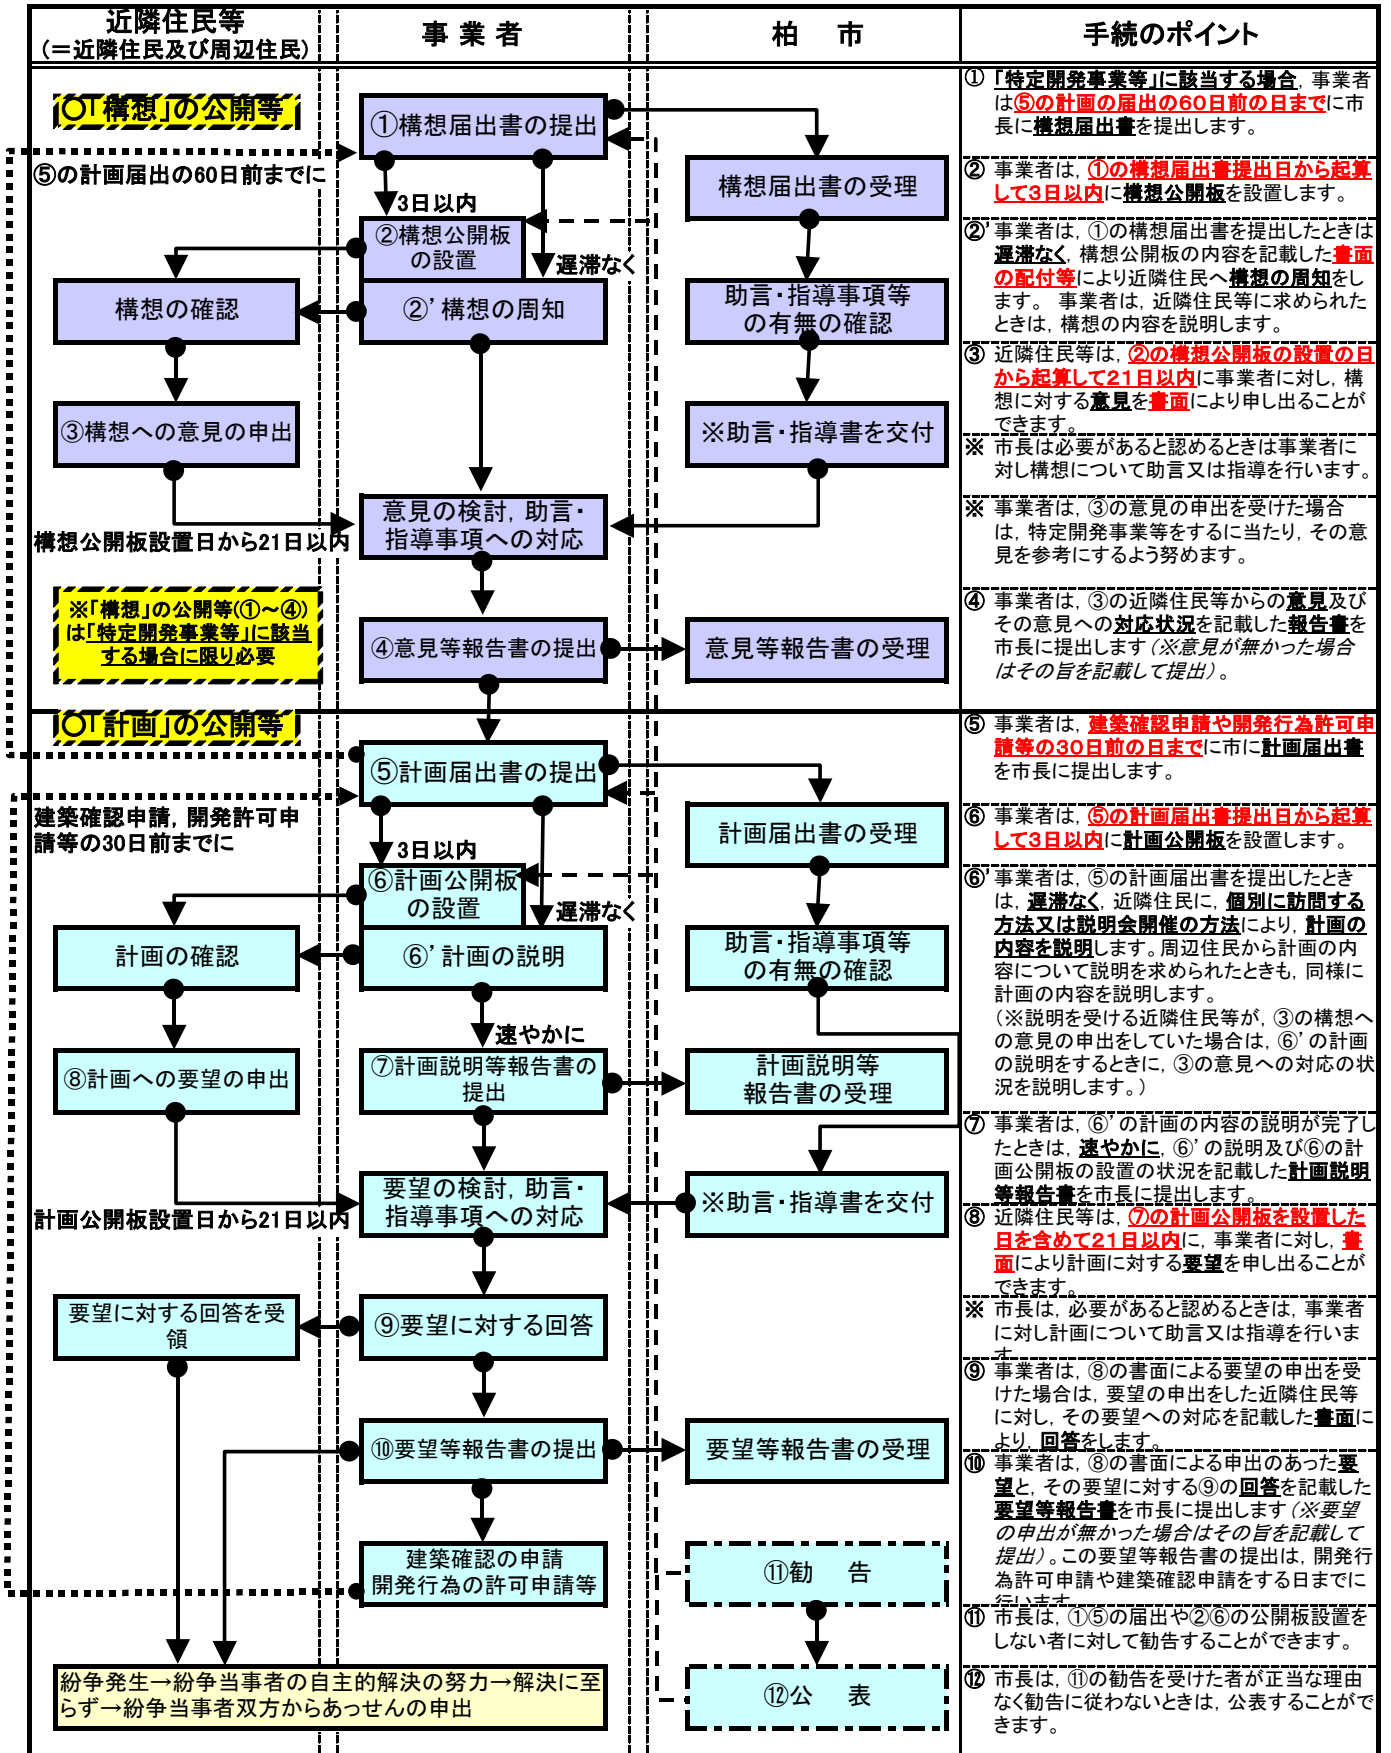 近隣住民等
(＝近隣住民及び周辺住民)
事 業 者
柏　市
手続のポイント
〇「構想」の公開等
⑤の計画届出の60日前までに
①構想届出書の提出
3日以内
②構想公開板
の設置
遅滞なく
②’構想の周知
構想の確認
③構想への意見の申出
構想公開板設置日から21日以内
構想届出書の受理
助言・指導事項等
の有無の確認
※助言・指導書を交付
意見の検討，助言・
指導事項への対応
④意見等報告書の提出
意見等報告書の受理
※「構想」の公開等(①～④)
は「特定開発事業等」に該当
する場合に限り必要
① 「特定開発事業等」に該当する場合，事業者
は⑤の計画の届出の60日前の日までに市
長に構想届出書を提出します。
② 事業者は，①の構想届出書提出日から起算
して3日以内に構想公開板を設置します。
②’事業者は，①の構想届出書を提出したときは
遅滞なく，構想公開板の内容を記載した書面
の配付等により近隣住民へ構想の周知をし
ます。 事業者は，近隣住民等に求められた
ときは，構想の内容を説明します。
③ 近隣住民等は，②の構想公開板の設置の日
から起算して21日以内に事業者に対し，構
想に対する意見を書面により申し出ることが
できます。
※ 市長は必要があると認めるときは事業者に
対し構想について助言又は指導を行います。
※ 事業者は，③の意見の申出を受けた場合
は，特定開発事業等をするに当たり，その意
見を参考にするよう努めます。
④ 事業者は，③の近隣住民等からの意見及び
その意見への対応状況を記載した報告書を
市長に提出します（※意見が無かった場合
はその旨を記載して提出）。
〇「計画」の公開等
建築確認申請，開発許可申
請等の30日前までに
⑤計画届出書の提出
3日以内
⑥計画公開板
の設置
遅滞なく
⑥’計画の説明
計画の確認
速やかに
⑦計画説明等報告書の
提出
⑧計画への要望の申出
計画公開板設置日から21日以内
計画届出書の受理
助言・指導事項等
の有無の確認
計画説明等
報告書の受理
※助言・指導書を交付
要望の検討，助言・
指導事項への対応
⑨要望に対する回答
要望に対する回答を受
領
⑩要望等報告書の提出
要望等報告書の受理
建築確認の申請
開発行為の許可申請等
⑪勧　告
⑫公　表
紛争発生→紛争当事者の自主的解決の努力→解決に至
らず→紛争当事者双方からあっせんの申出
⑤ 事業者は，建築確認申請や開発行為許可申
請等の30日前の日までに市に計画届出書
を市長に提出します。
⑥ 事業者は，⑤の計画届出書提出日から起算
して3日以内に計画公開板を設置します。
⑥’事業者は，⑤の計画届出書を提出したとき
は，遅滞なく，近隣住民に，個別に訪問する
方法又は説明会開催の方法により，計画の
内容を説明します。周辺住民から計画の内
容について説明を求められたときも，同様に
計画の内容を説明します。
（※説明を受ける近隣住民等が，③の構想へ
の意見の申出をしていた場合は，⑥’の計画
の説明をするときに，③の意見への対応の状
況を説明します。）
⑦ 事業者は，⑥’の計画の内容の説明が完了し
たときは，速やかに，⑥’の説明及び⑥の計
画公開板の設置の状況を記載した計画説明
等報告書を市長に提出します。
⑧ 近隣住民等は，⑦の計画公開板を設置した
日を含めて21日以内に，事業者に対し，書
面により計画に対する要望を申し出ることが
できます。
※ 市長は，必要があると認めるときは，事業者
に対し計画について助言又は指導を行いま
す。
⑨ 事業者は，⑧の書面による要望の申出を受
けた場合は，要望の申出をした近隣住民等
に対し，その要望への対応を記載した書面に
より，回答をします。
⑩ 事業者は，⑧の書面による申出のあった要
望と，その要望に対する⑨の回答を記載した
要望等報告書を市長に提出します（※要望
の申出が無かった場合はその旨を記載して
提出）。この要望等報告書の提出は，開発行
為許可申請や建築確認申請をする日までに
行います。
⑪ 市長は，①⑤の届出や②⑥の公開板設置を
しない者に対して勧告することができます。
⑫ 市長は，⑪の勧告を受けた者が正当な理由
なく勧告に従わないときは，公表することがで
きます。